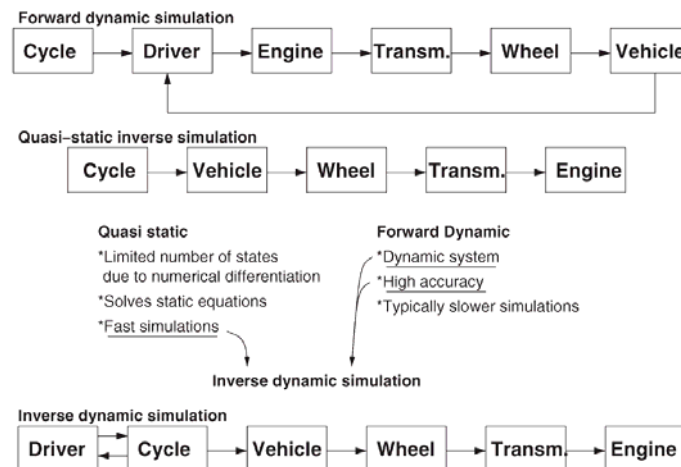 Forward dynamic simulation
Cycle Driver Engine Transm. Wheel Vehicle
Quasi-static inverse simulation
Cycle Vehicle Wheel Transm. Engine
Quasi static
*Limited number of states
due to numerical differentiation
*Solves static equations
*Fast simulations
Forward Dynamic
*Dynamic system
*High accuracy
*Typically slower simulations
Inverse dynamic simulation
Inverse dynamic simulation
Driver Cycle Vehicle Wheel Transm. Engine